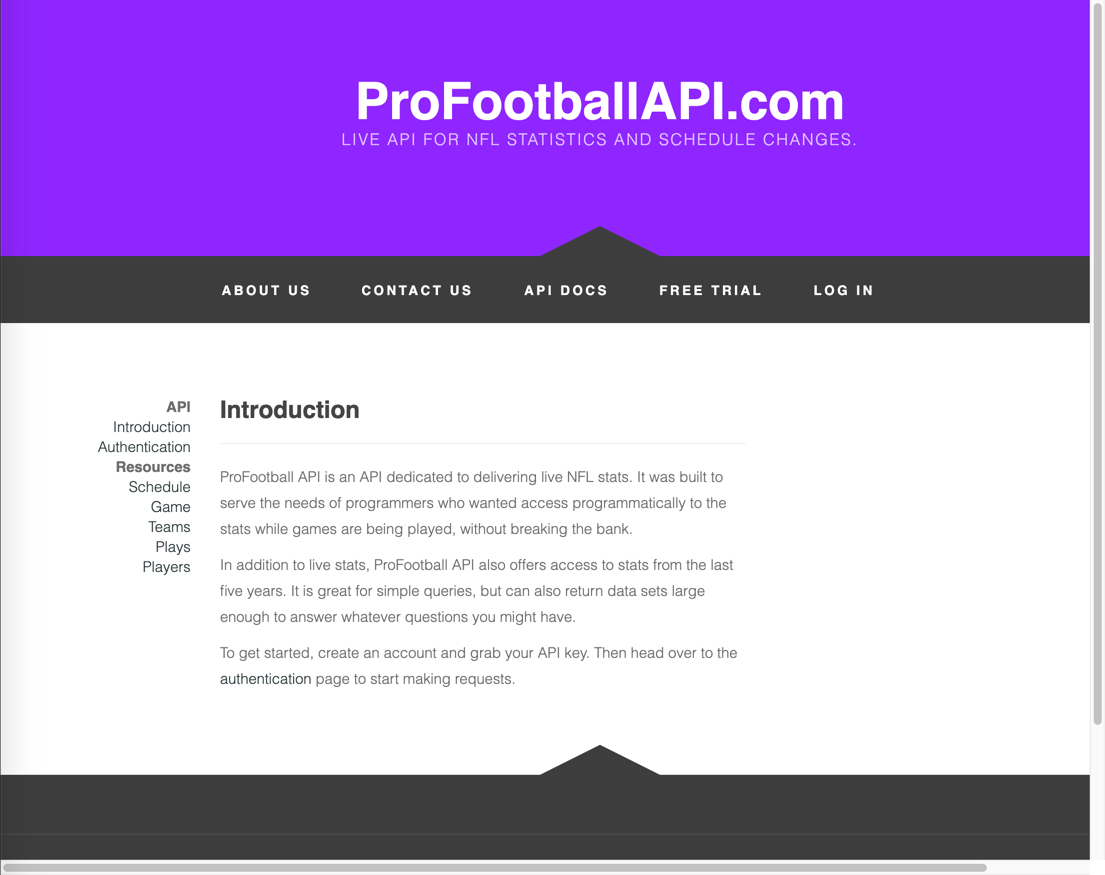 ProFootballAPI.com
LIVE API FOR NFL STATISTICS AND SCHEDULE CHANGES.
ABOUT US
CONTACT US
API DOCS
FREE TRIAL
LOG IN
API
Introduction
Authentication
Resources
Schedule
Game
Teams
Plays
Players
Introduction
ProFootball API is an API dedicated to delivering live NFL stats. It was built to
serve the needs of programmers who wanted access programmatically to the
stats while games are being played, without breaking the bank.
In addition to live stats, ProFootball API also offers access to stats from the last
five years. It is great for simple queries, but can also return data sets large
enough to answer whatever questions you might have.
To get started, create an account and grab your API key. Then head over to the
authentication page to start making requests.